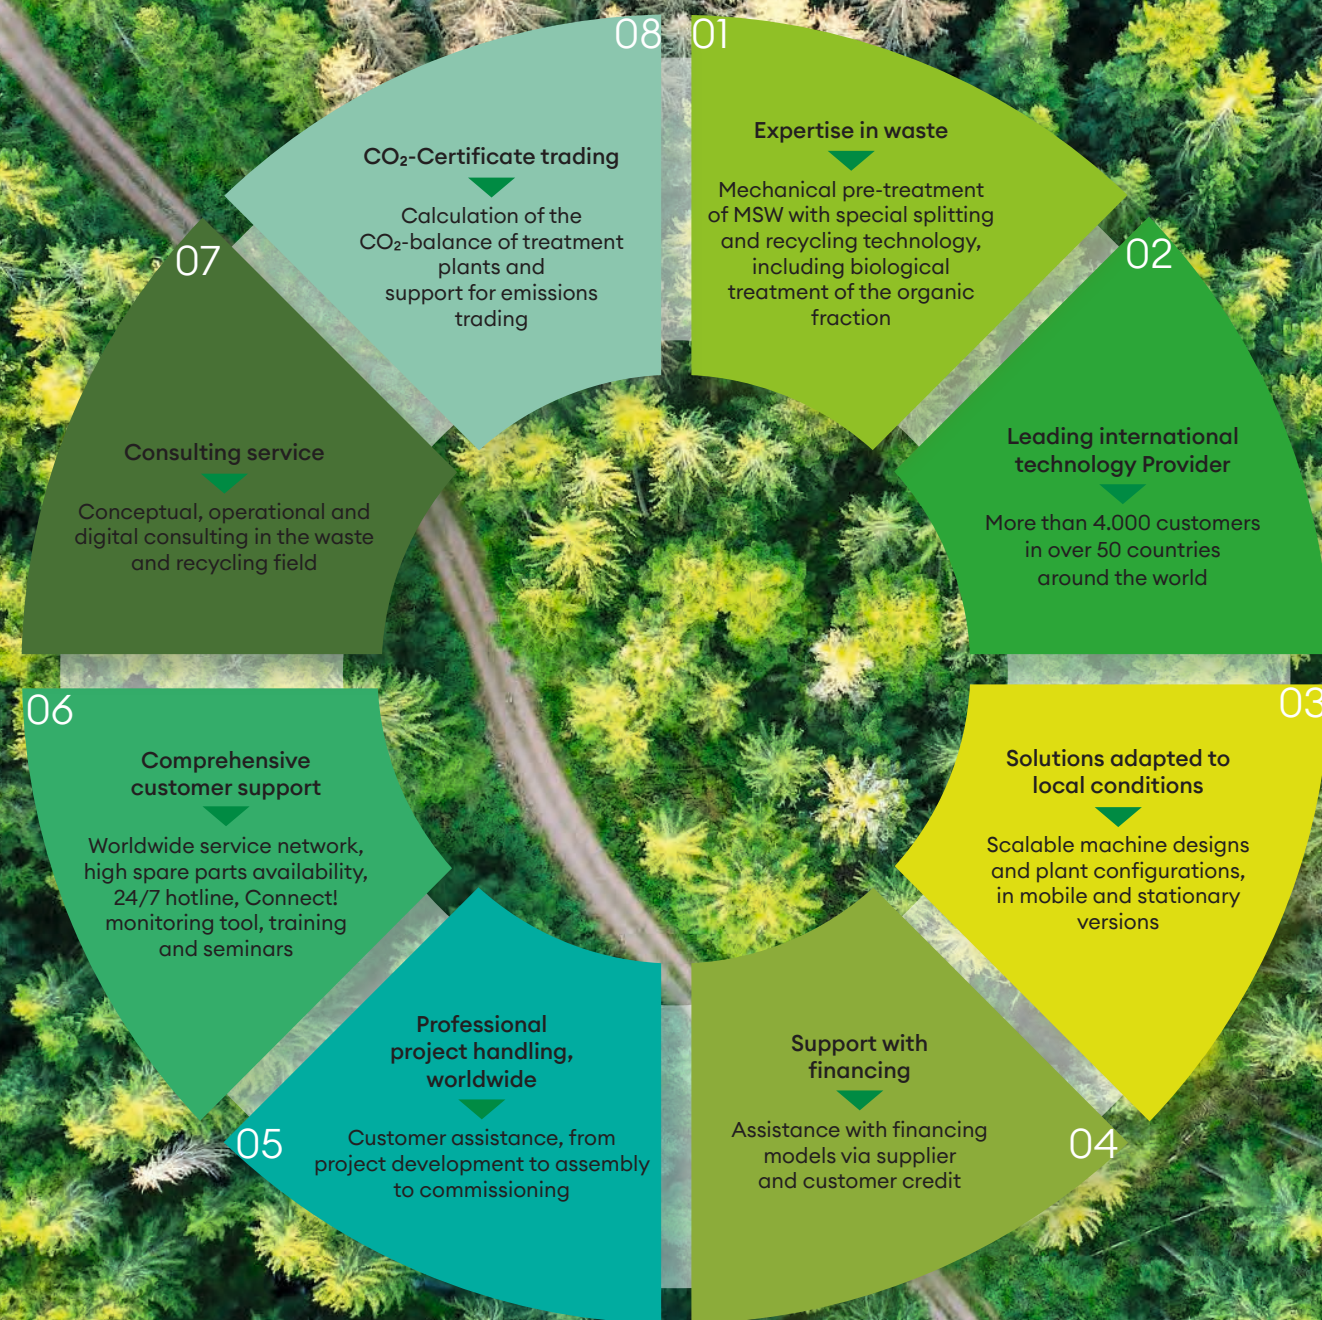 01
Expertise in waste
Mechanical pre-treatment
of MSW with special splitting
and recycling technology,
including biological
treatment of the organic
fraction
02
Leading international
technology Provider
More than 4.000 customers
in over 50 countries
around the world
03
Solutions adapted to
local conditions
Scalable machine designs
and plant configurations,
in mobile and stationary
versions
04
Support with
financing
Assistance with financing
models via supplier
and customer credit
05
Professional
project handling,
worldwide
Customer assistance, from
project development to assembly
to commissioning
06
Comprehensive
customer support
Worldwide service network,
high spare parts availability,
24/7 hotline, Connect!
monitoring tool, training
and seminars
07
Consulting service
Conceptual, operational and
digital consulting in the waste
and recycling field
08
CO₂-Certificate trading
Calculation of the
CO₂-balance of treatment
plants and
support for emissions
trading